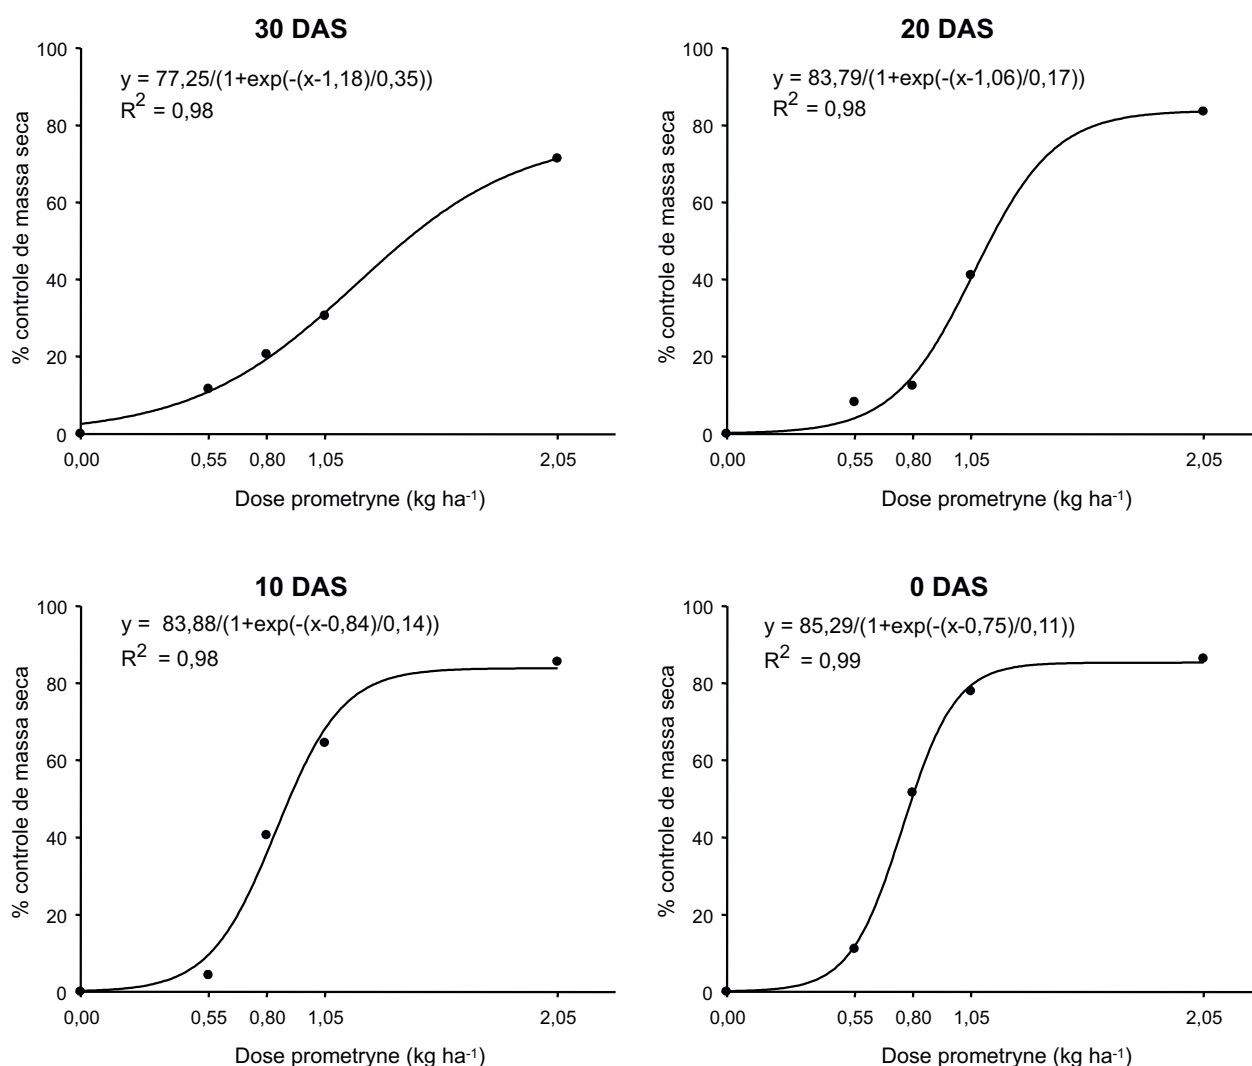 30 DAS
y = 77,25/(1+exp(-(x-1,18)/0,35))
R² = 0,98
100
80
60
40
20
0
% controle de massa seca
0,00 0,55 0,80 1,05 2,05
Dose prometryne (kg ha⁻¹)
20 DAS
y = 83,79/(1+exp(-(x-1,06)/0,17))
R² = 0,98
100
80
60
40
20
0
% controle de massa seca
0,00 0,55 0,80 1,05 2,05
Dose prometryne (kg ha⁻¹)
10 DAS
y = 83,88/(1+exp(-(x-0,84)/0,14))
R² = 0,98
100
80
60
40
20
0
% controle de massa seca
0,00 0,55 0,80 1,05 2,05
Dose prometryne (kg ha⁻¹)
0 DAS
y = 85,29/(1+exp(-(x-0,75)/0,11))
R² = 0,99
100
80
60
40
20
0
% controle de massa seca
0,00 0,55 0,80 1,05 2,05
Dose prometryne (kg ha⁻¹)